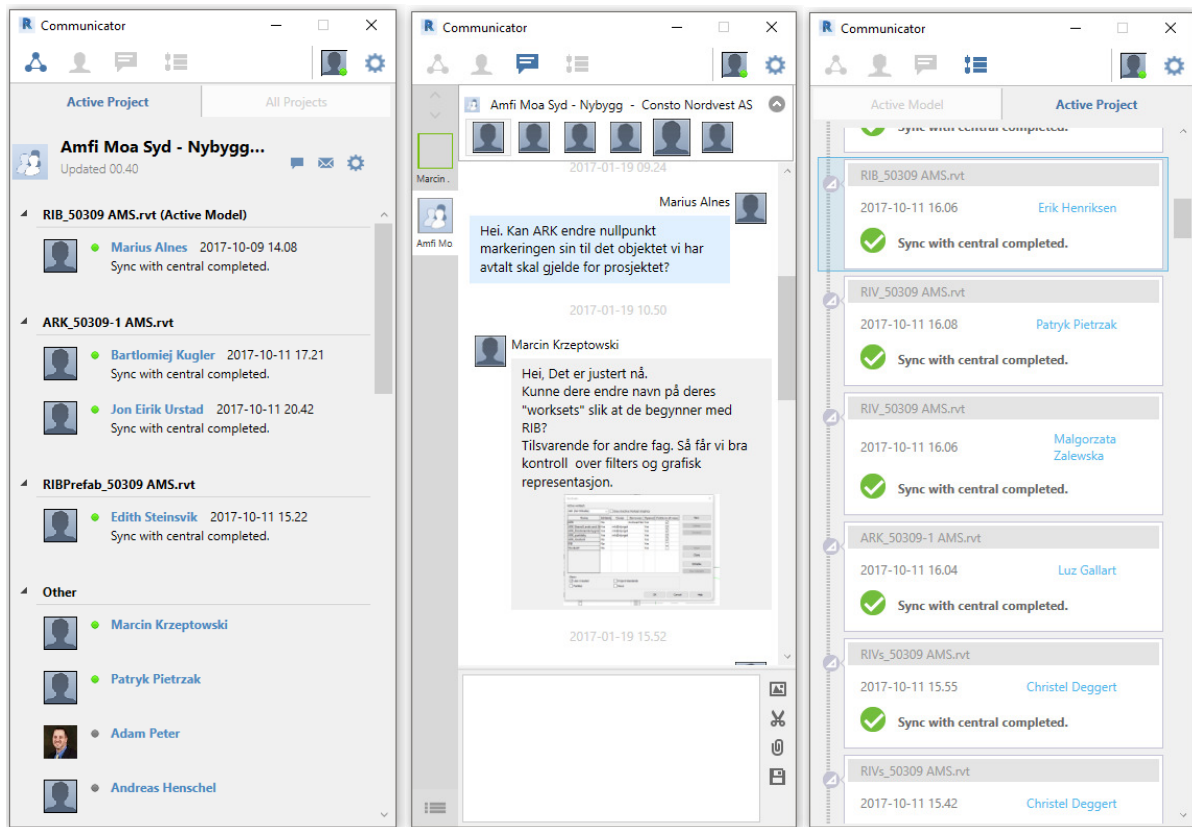 R Communicator
Active Project All Projects
Amfi Moa Syd - Nybygg...
Updated 00.40
RIB_50309 AMS.rvt (Active Model)
Marius Alnes 2017-10-09 14.08
Sync with central completed.
ARK_50309-1 AMS.rvt
Bartlomiej Kugler 2017-10-11 17.21
Sync with central completed.
Jon Eirik Urstad 2017-10-11 20.42
Sync with central completed.
RIBPrefab_50309 AMS.rvt
Edith Steinsvik 2017-10-11 15.22
Sync with central completed.
Other
Marcin Krzeptowski
Patryk Pietrzak
Adam Peter
Andreas Henschel
R Communicator
Amfi Moa Syd - Nybygg - Consto Nordvest AS
Marcin .
Amfi Mo
2017-01-19 09.24
Marius Alnes
Hei. Kan ARK endre nullpunkt
markeringen sin til det objektet vi har
avtalt skal gjelde for prosjektet?
2017-01-19 10.50
Marcin Krzeptowski
Hei, Det er justert nå.
Kunne dere endre navn på deres
"worksets" slik at de begynner med
RIB?
Tilsvarende for andre fag. Så får vi bra
kontroll over filters og grafisk
representasjon.
2017-01-19 15.52
R Communicator
Active Model Active Project
Sync with central completed.
RIB_50309 AMS.rvt
2017-10-11 16.06 Erik Henriksen
Sync with central completed.
RIV_50309 AMS.rvt
2017-10-11 16.08 Patryk Pietrzak
Sync with central completed.
RIV_50309 AMS.rvt
2017-10-11 16.06 Malgorzata
Zalewska
Sync with central completed.
ARK_50309-1 AMS.rvt
2017-10-11 16.04 Luz Gallart
Sync with central completed.
RIVs_50309 AMS.rvt
2017-10-11 15.55 Christel Deggert
Sync with central completed.
RIVs_50309 AMS.rvt
2017-10-11 15.42 Christel Deggert